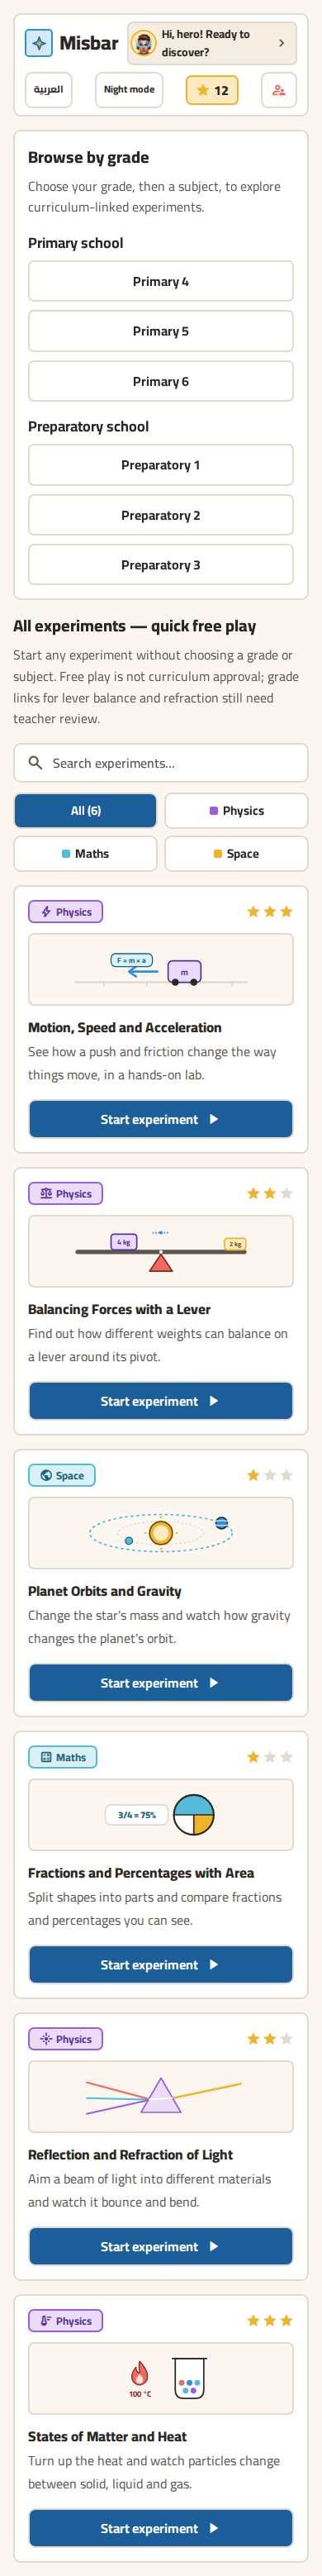 Misbar
Hi, hero! Ready to
discover?
العربية
Night mode
12
Browse by grade
Choose your grade, then a subject, to explore
curriculum-linked experiments.
Primary school
Primary 4
Primary 5
Primary 6
Preparatory school
Preparatory 1
Preparatory 2
Preparatory 3
All experiments — quick free play
Start any experiment without choosing a grade or
subject. Free play is not curriculum approval; grade
links for lever balance and refraction still need
teacher review.
Search experiments...
All (6)
Physics
Maths
Space
Physics
F = m × a
m
Motion, Speed and Acceleration
See how a push and friction change the way
things move, in a hands-on lab.
Start experiment
Physics
4 kg
2 kg
Balancing Forces with a Lever
Find out how different weights can balance on
a lever around its pivot.
Start experiment
Space
Planet Orbits and Gravity
Change the star's mass and watch how gravity
changes the planet's orbit.
Start experiment
Maths
3/4 = 75%
Fractions and Percentages with Area
Split shapes into parts and compare fractions
and percentages you can see.
Start experiment
Physics
Reflection and Refraction of Light
Aim a beam of light into different materials
and watch it bounce and bend.
Start experiment
Physics
100 °C
States of Matter and Heat
Turn up the heat and watch particles change
between solid, liquid and gas.
Start experiment